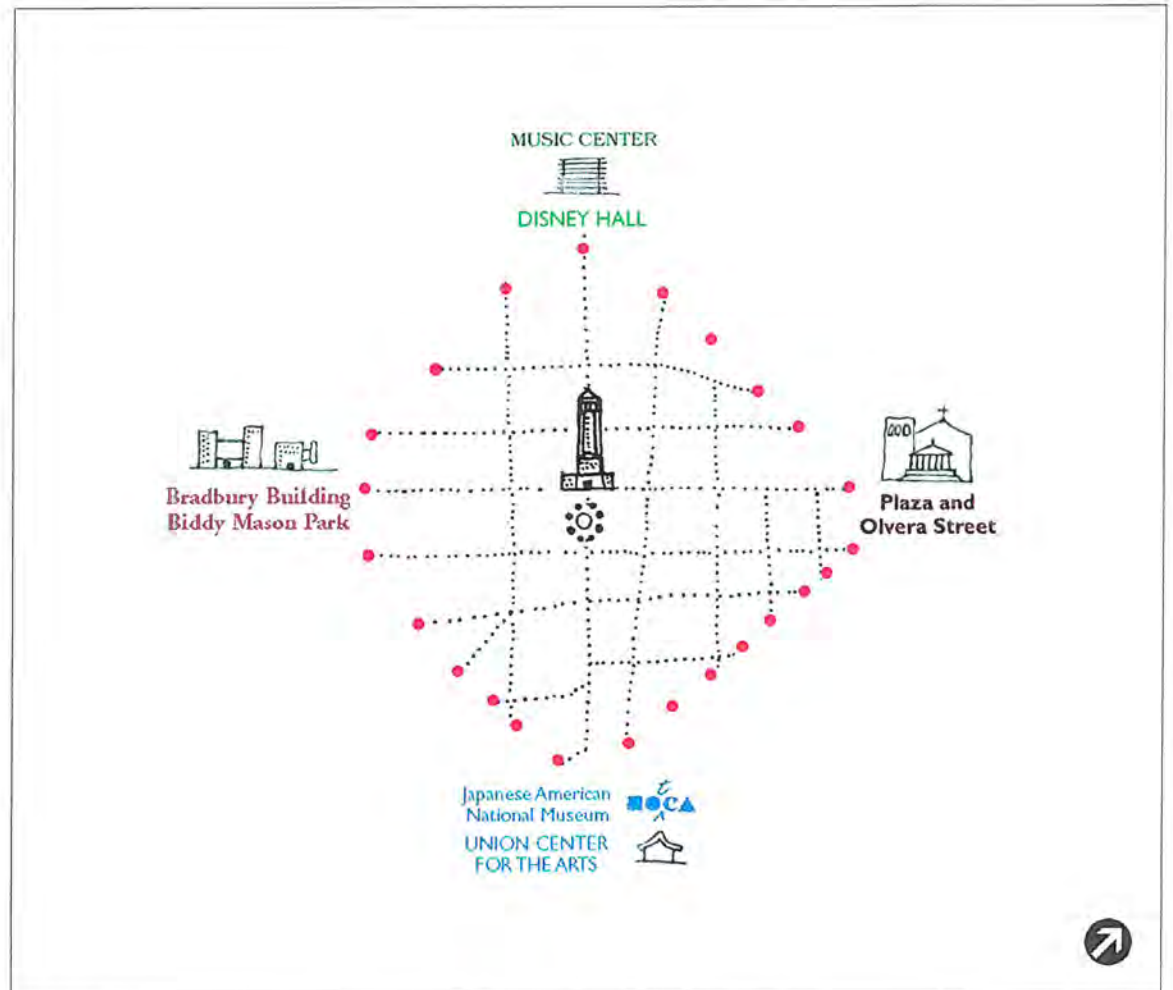 MUSIC CENTER
DISNEY HALL
Bradbury Building
Biddy Mason Park
Plaza and
Olvera Street
Japanese American
National Museum
t
MOCA
UNION CENTER
FOR THE ARTS